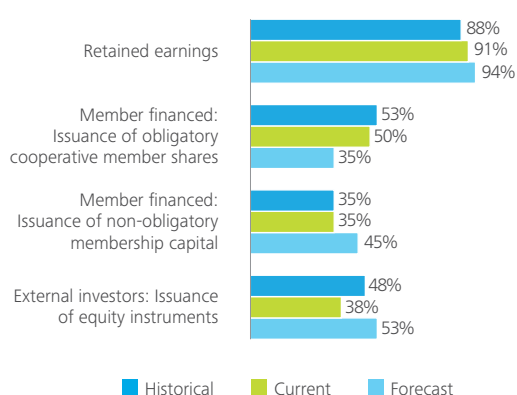 88%
Retained earnings
91%
94%
Member financed:
Issuance of obligatory
cooperative member shares
53%
50%
35%
Member financed:
Issuance of non-obligatory
membership capital
35%
35%
45%
External investors: Issuance
of equity instruments
48%
38%
53%
Historical Current Forecast